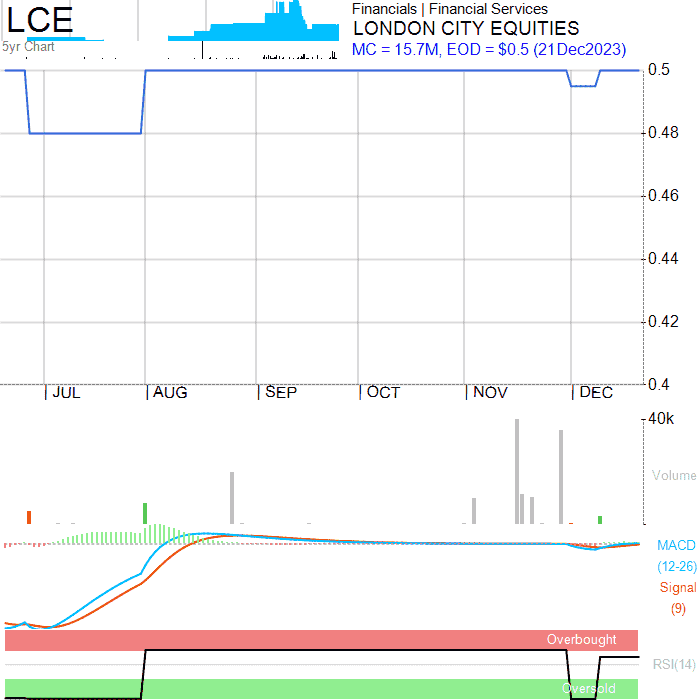 LCE
5yr Chart
Financials | Financial Services
LONDON CITY EQUITIES
MC = 15.7M, EOD = $0.5 (21Dec2023)
0.5
0.48
0.46
0.44
0.42
0.4
JUL AUG SEP OCT NOV DEC
40k
Volume
MACD
(12-26)
Signal
(9)
Overbought
RSI(14)
Oversold